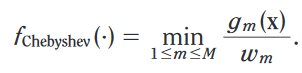 f_Chebyshev(·) = min_{1≤m≤M} g_m(x) / w_m.